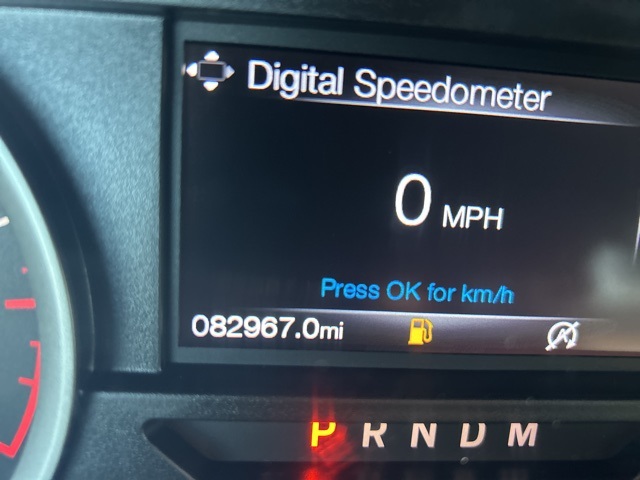 Digital Speedometer
0 MPH
Press OK for km/h
082967.0mi
P R N D M